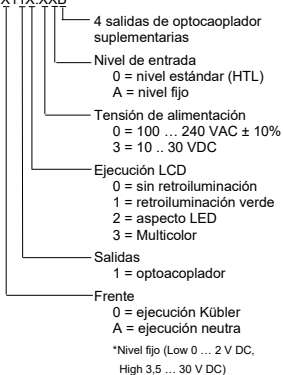 4 salidas de optocaoplador
suplementarias
Nivel de entrada
0 = nivel estándar (HTL)
A = nivel fijo
Tensión de alimentación
0 = 100 … 240 VAC ± 10%
3 = 10 .. 30 VDC
Ejecución LCD
0 = sin retroiluminación
1 = retroiluminación verde
2 = aspecto LED
3 = Multicolor
Salidas
1 = optoacoplador
Frente
0 = ejecución Kübler
A = ejecución neutra
*Nivel fijo (Low 0 … 2 V DC,
High 3,5 … 30 V DC)